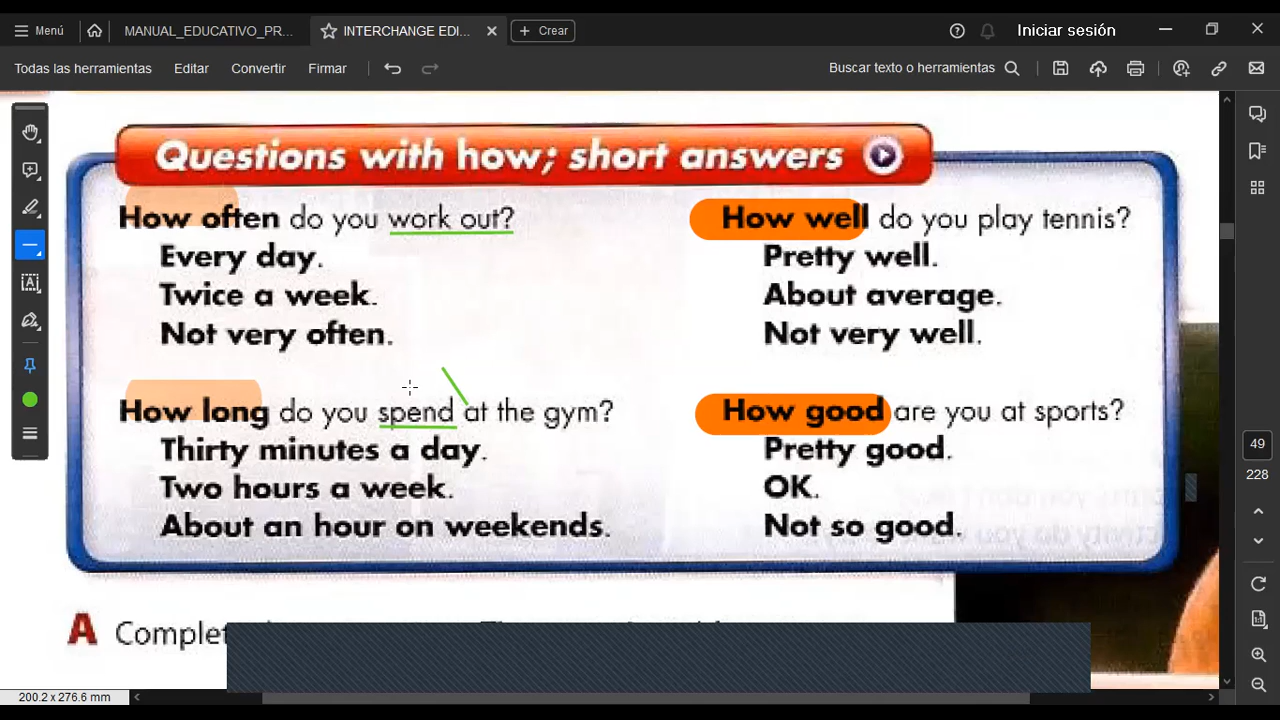 Menú
MANUAL_EDUCATIVO_PR...
INTERCHANGE EDI...
Crear
Iniciar sesión
Todas las herramientas
Editar
Convertir
Firmar
Buscar texto o herramientas
Questions with how; short answers
How often do you work out?
Every day.
Twice a week.
Not very often.
How long do you spend at the gym?
Thirty minutes a day.
Two hours a week.
About an hour on weekends.
How well do you play tennis?
Pretty well.
About average.
Not very well.
How good are you at sports?
Pretty good.
OK.
Not so good.
A Complet
49
228
200.2 x 276.6 mm